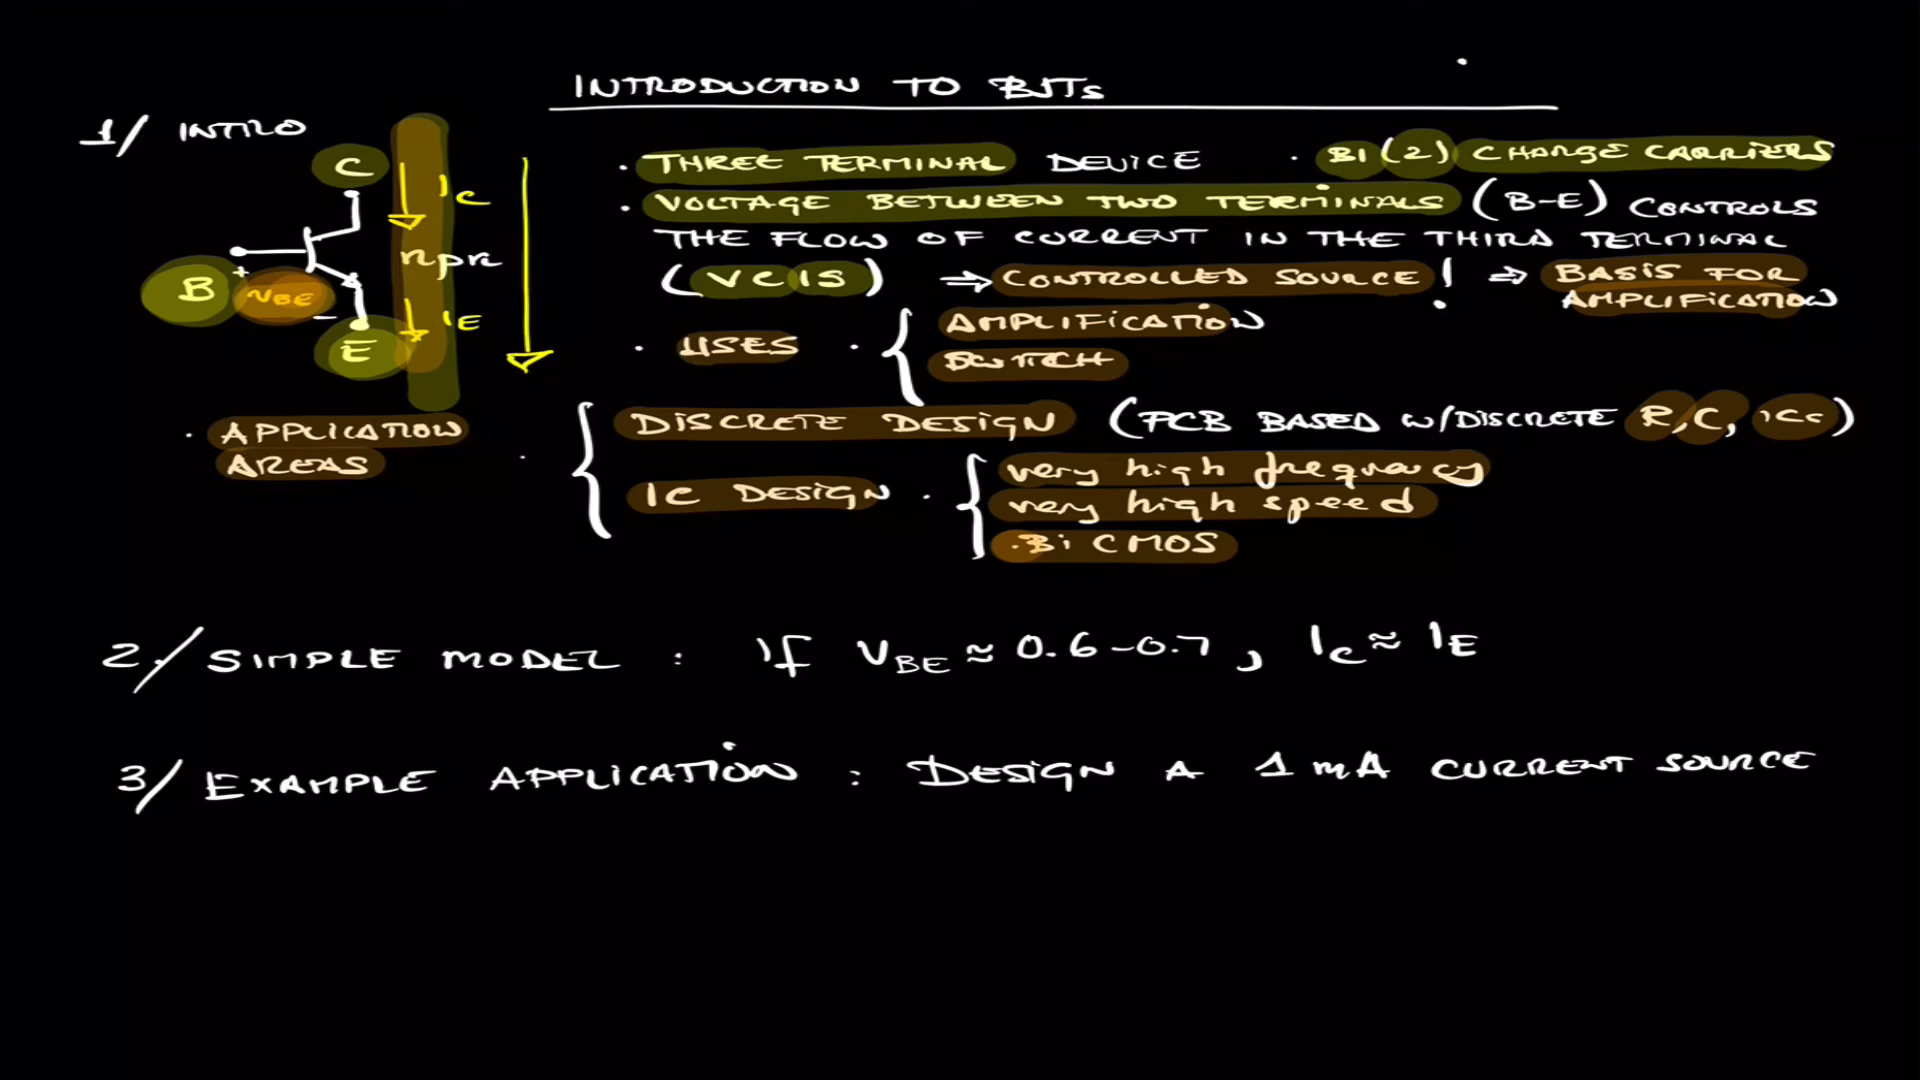 INTRODUCTION TO BJTs
1/ INTRO
C
IC
npn
B
+
VBE
-
IE
E
· THREE TERMINAL DEVICE · BI (2) CHARGE CARRIERS
· VOLTAGE BETWEEN TWO TERMINALS (B-E) CONTROLS
THE FLOW OF CURRENT IN THE THIRD TERMINAL
(VCIS) ⇒ CONTROLLED SOURCE! ⇒ BASIS FOR
AMPLIFICATION
· USES · { AMPLIFICATION
SWITCH
· APPLICATION
AREAS
· { DISCRETE DESIGN (PCB BASED w/DISCRETE R, C, ICs)
IC DESIGN · { very high frequency
very high speed
· Bi CMOS
2/ SIMPLE MODEL : If VBE ≈ 0.6-0.7, IC ≈ IE
3/ EXAMPLE APPLICATION : DESIGN A 1 mA CURRENT SOURCE